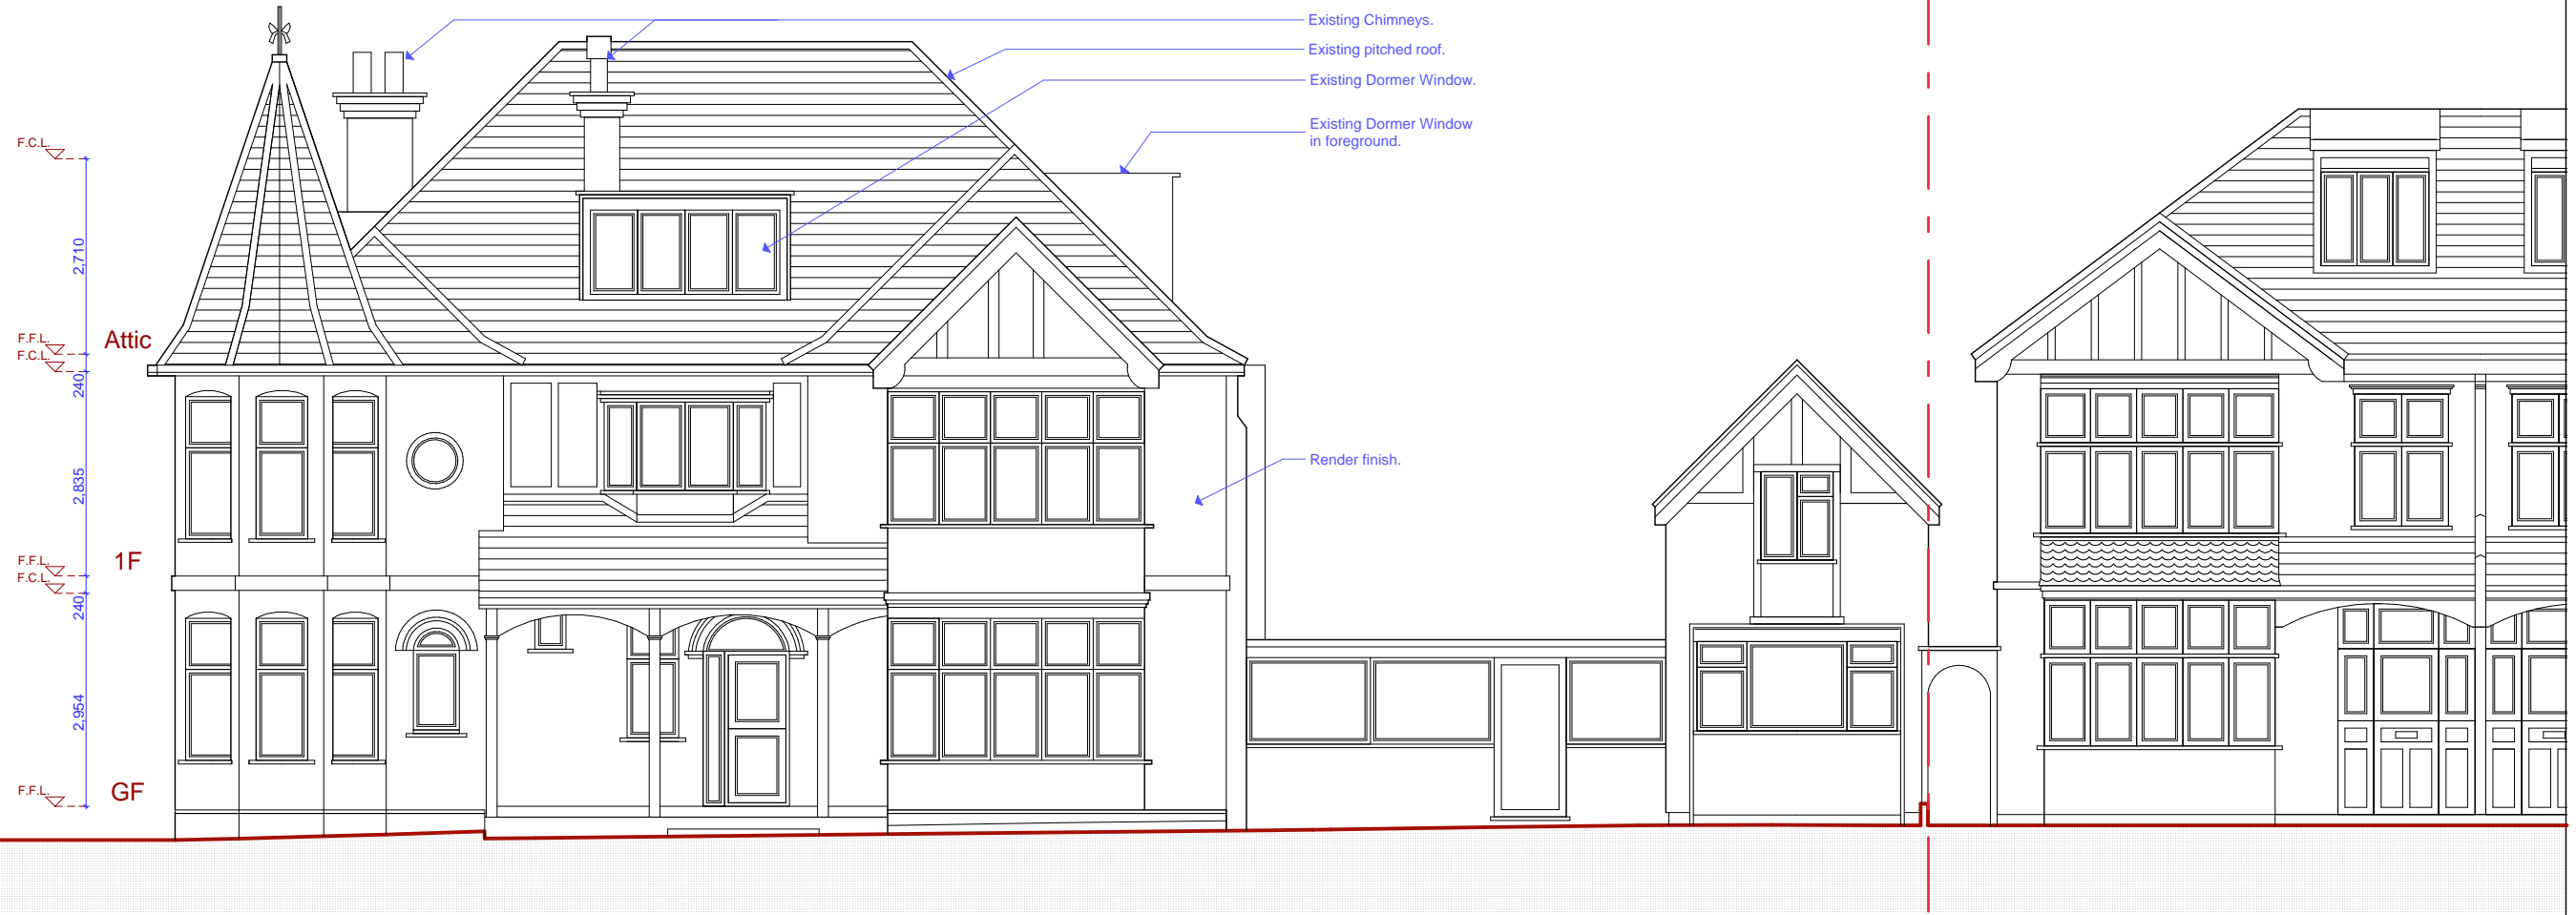 Existing Chimneys.
Existing pitched roof.
Existing Dormer Window.
Existing Dormer Window
in foreground.
F.C.L.
2,710
F.F.L.
Attic
F.C.L.
240
2,835
Render finish.
F.F.L.
1F
F.C.L.
240
2,954
F.F.L.
GF